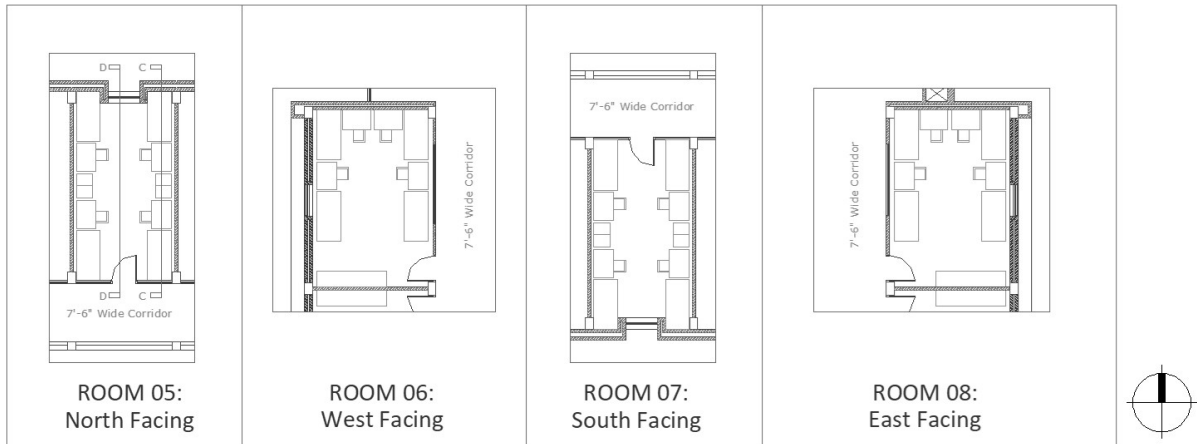 D C
D C
7'-6" Wide Corridor
ROOM 05:
North Facing
7'-6" Wide Corridor
ROOM 06:
West Facing
7'-6" Wide Corridor
ROOM 07:
South Facing
7'-6" Wide Corridor
ROOM 08:
East Facing